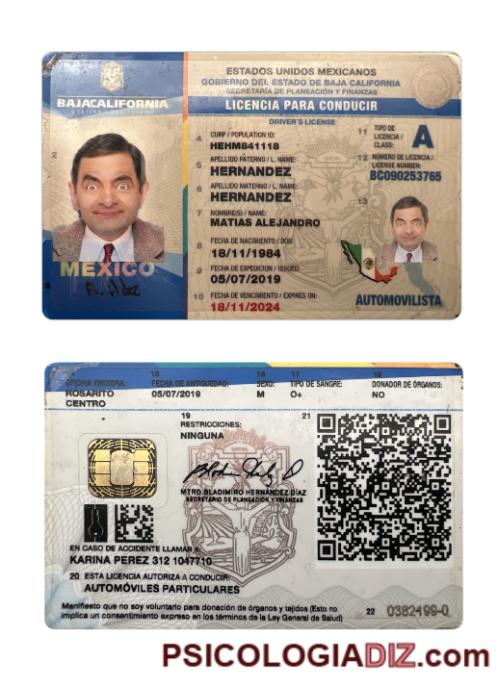 ESTADOS UNIDOS MEXICANOS
GOBIERNO DEL ESTADO DE BAJA CALIFORNIA
SECRETARÍA DE PLANEACIÓN Y FINANZAS
BAJACALIFORNIA
LICENCIA PARA CONDUCIR
DRIVER'S LICENSE
4 CURP / POPULATION ID:
HEHM841118
11 TIPO DE LICENCIA / CLASS:
A
2
5 APELLIDO PATERNO / L. NAME:
HERNANDEZ
12 NÚMERO DE LICENCIA / LICENSE NUMBER:
BC090253765
6 APELLIDO MATERNO / L. NAME:
HERNANDEZ
7 NOMBRE(S) / NAME:
MATIAS ALEJANDRO
13
8 FECHA DE NACIMIENTO / DOB
18/11/1984
MEXICO
3
9 FECHA DE EXPEDICION / ISSUED:
05/07/2019
10 FECHA DE VENCIMIENTO / EXPIRES ON:
18/11/2024
AUTOMOVILISTA
OFICINA EMISORA:
ROSARITO
CENTRO
15
FECHA DE ANTIGUEDAD:
05/07/2019
16
SEXO:
M
17
TIPO DE SANGRE:
O+
18
DONADOR DE ÓRGANOS:
NO
19
RESTRICCIONES:
NINGUNA
21
MTRO BLADIMIRO HERNÁNDEZ DÍAZ
SECRETARIO DE PLANEACIÓN Y FINANZAS
EN CASO DE ACCIDENTE LLAMAR A:
KARINA PEREZ 312 1047710
20 ESTA LICENCIA AUTORIZA A CONDUCIR:
AUTOMÓVILES PARTICULARES
Manifiesto que no soy voluntario para donación de órganos y tejidos (Esto no
implica un consentimiento expreso en los términos de la Ley General de Salud)
22 0382499-0
PSICOLOGIADIZ.com